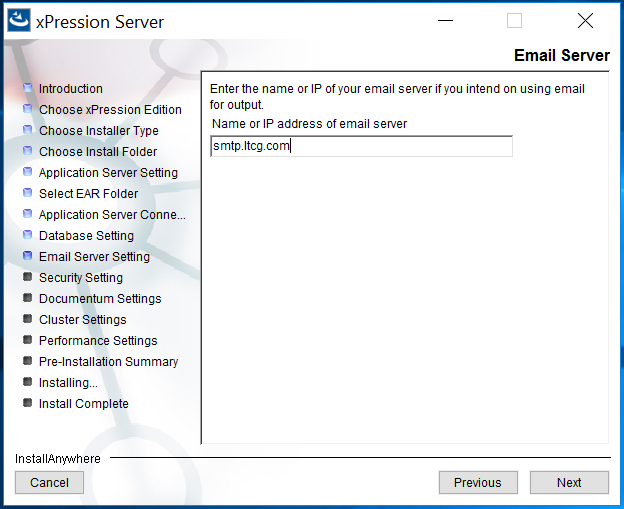 xPression Server
Email Server
Introduction
Choose xPression Edition
Choose Installer Type
Choose Install Folder
Application Server Setting
Select EAR Folder
Application Server Conne...
Database Setting
Email Server Setting
Security Setting
Documentum Settings
Cluster Settings
Performance Settings
Pre-Installation Summary
Installing...
Install Complete
Enter the name or IP of your email server if you intend on using email
for output.
Name or IP address of email server
smtp.ltcg.com
InstallAnywhere
Cancel
Previous
Next